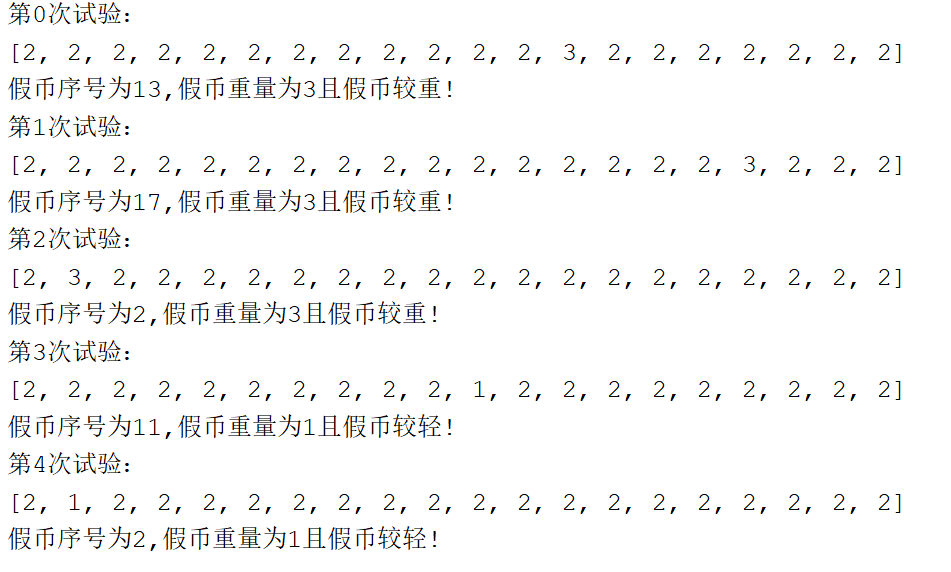 第0次试验:
[2, 2, 2, 2, 2, 2, 2, 2, 2, 2, 2, 2, 3, 2, 2, 2, 2, 2, 2, 2]
假币序号为13,假币重量为3且假币较重!
第1次试验:
[2, 2, 2, 2, 2, 2, 2, 2, 2, 2, 2, 2, 2, 2, 2, 2, 3, 2, 2, 2]
假币序号为17,假币重量为3且假币较重!
第2次试验:
[2, 3, 2, 2, 2, 2, 2, 2, 2, 2, 2, 2, 2, 2, 2, 2, 2, 2, 2, 2]
假币序号为2,假币重量为3且假币较重!
第3次试验:
[2, 2, 2, 2, 2, 2, 2, 2, 2, 2, 1, 2, 2, 2, 2, 2, 2, 2, 2, 2]
假币序号为11,假币重量为1且假币较轻!
第4次试验:
[2, 1, 2, 2, 2, 2, 2, 2, 2, 2, 2, 2, 2, 2, 2, 2, 2, 2, 2, 2]
假币序号为2,假币重量为1且假币较轻!